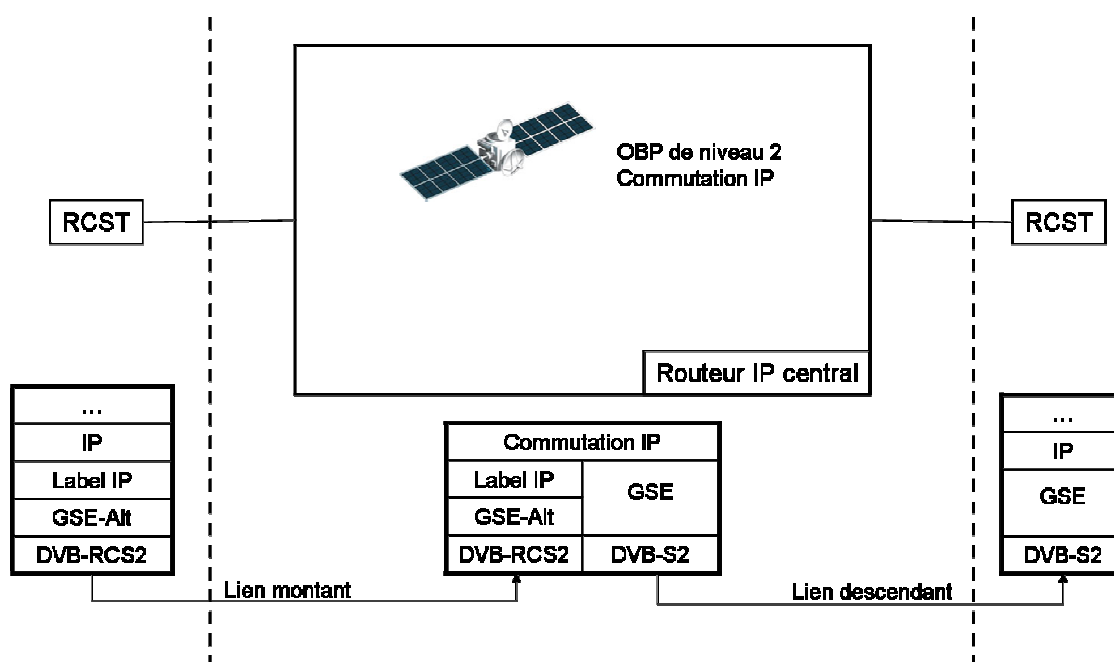 OBP de niveau 2
Commutation IP
RCST
RCST
Routeur IP central
...
IP
Label IP
GSE-Alt
DVB-RCS2
Commutation IP
Label IP
GSE-Alt
DVB-RCS2
GSE
DVB-S2
...
IP
GSE
DVB-S2
Lien montant
Lien descendant